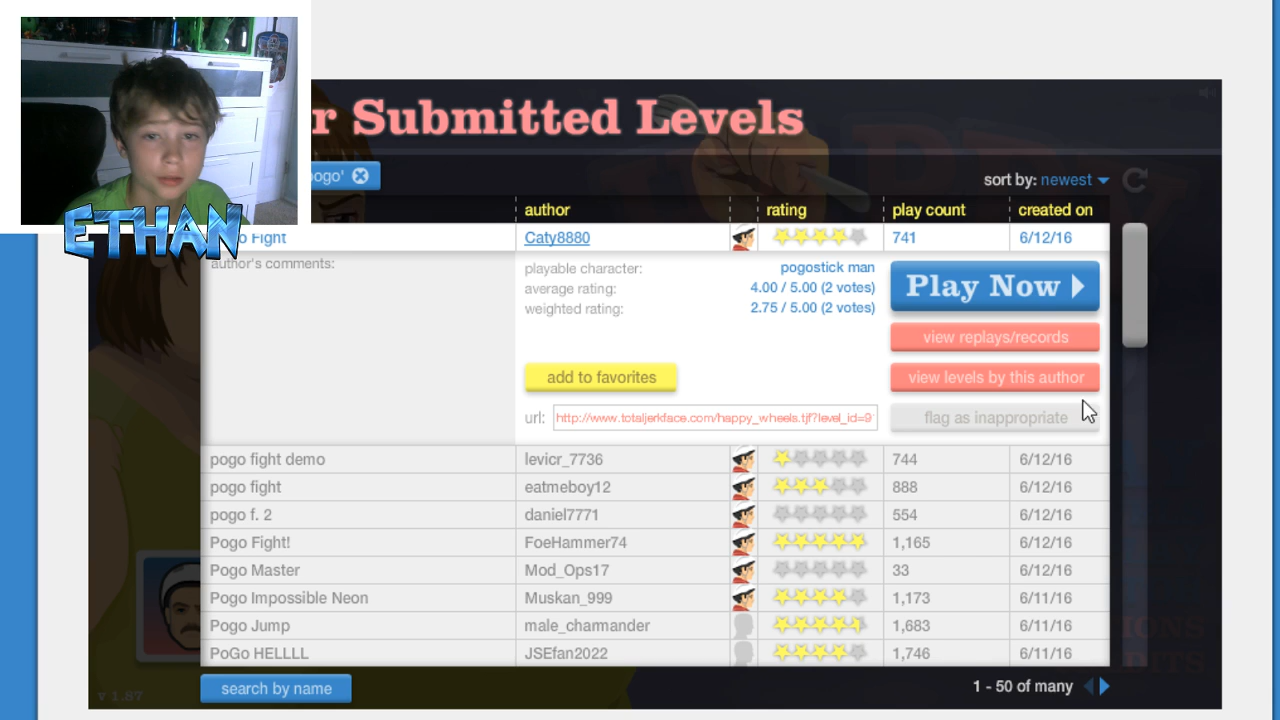 r Submitted Levels
ETHAN
pogo' sort by: newest
author rating play count created on
Fight Caty8880 741 6/12/16
author's comments:
playable character: pogostick man
average rating: 4.00 / 5.00 (2 votes)
weighted rating: 2.75 / 5.00 (2 votes)
Play Now
view replays/records
add to favorites
view levels by this author
url: http://www.totaljerkface.com/happy_wheels.tjf?level_id=9
flag as inappropriate
pogo fight demo levicr_7736 744 6/12/16
pogo fight eatmeboy12 888 6/12/16
pogo f. 2 daniel7771 554 6/12/16
Pogo Fight! FoeHammer74 1,165 6/12/16
Pogo Master Mod_Ops17 33 6/12/16
Pogo Impossible Neon Muskan_999 1,173 6/11/16
Pogo Jump male_charmander 1,683 6/11/16
PoGo HELLLL JSEfan2022 1,746 6/11/16
search by name
1 - 50 of many
v 1.87